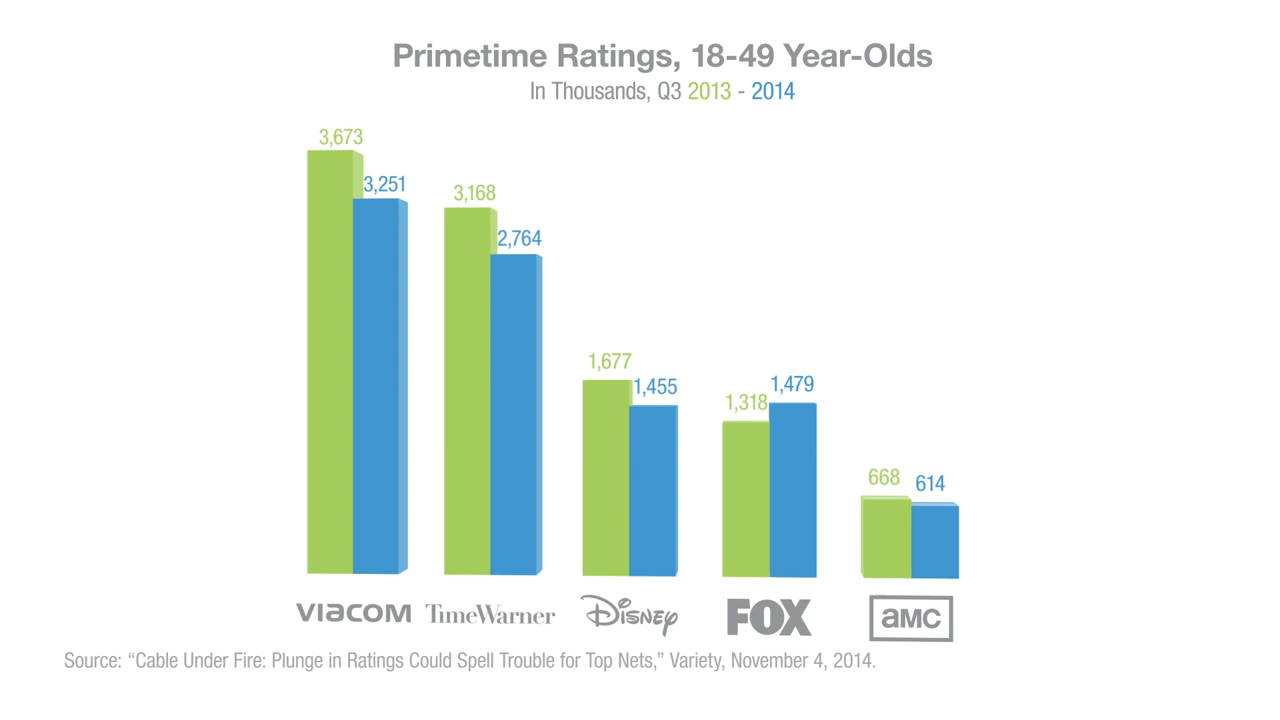 Primetime Ratings, 18-49 Year-Olds
In Thousands, Q3 2013 - 2014
3,673
3,251
3,168
2,764
1,677
1,455
1,318
1,479
668
614
VIACOM
TimeWarner
Disney
FOX
aMC
Source: “Cable Under Fire: Plunge in Ratings Could Spell Trouble for Top Nets,” Variety, November 4, 2014.